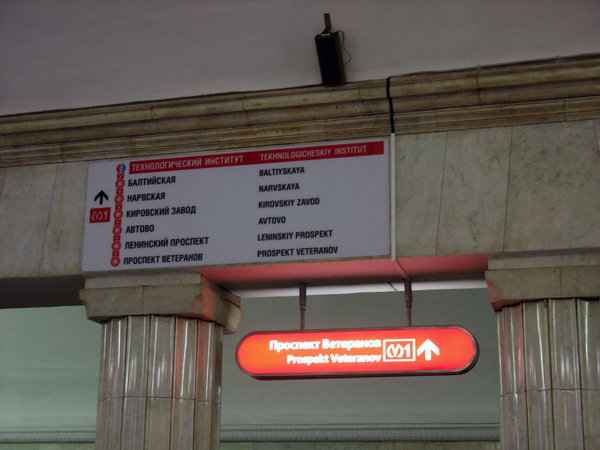 ТЕХНОЛОГИЧЕСКИЙ ИНСТИТУТ TEKHNOLOGICHESKIY INSTITUT
БАЛТИЙСКАЯ BALTIYSKAYA
НАРВСКАЯ NARVSKAYA
КИРОВСКИЙ ЗАВОД KIROVSKIY ZAVOD
АВТОВО AVTOVO
ЛЕНИНСКИЙ ПРОСПЕКТ LENINSKIY PROSPEKT
ПРОСПЕКТ ВЕТЕРАНОВ PROSPEKT VETERANOV
М1
Проспект Ветеранов М1
Prospekt Veteranov